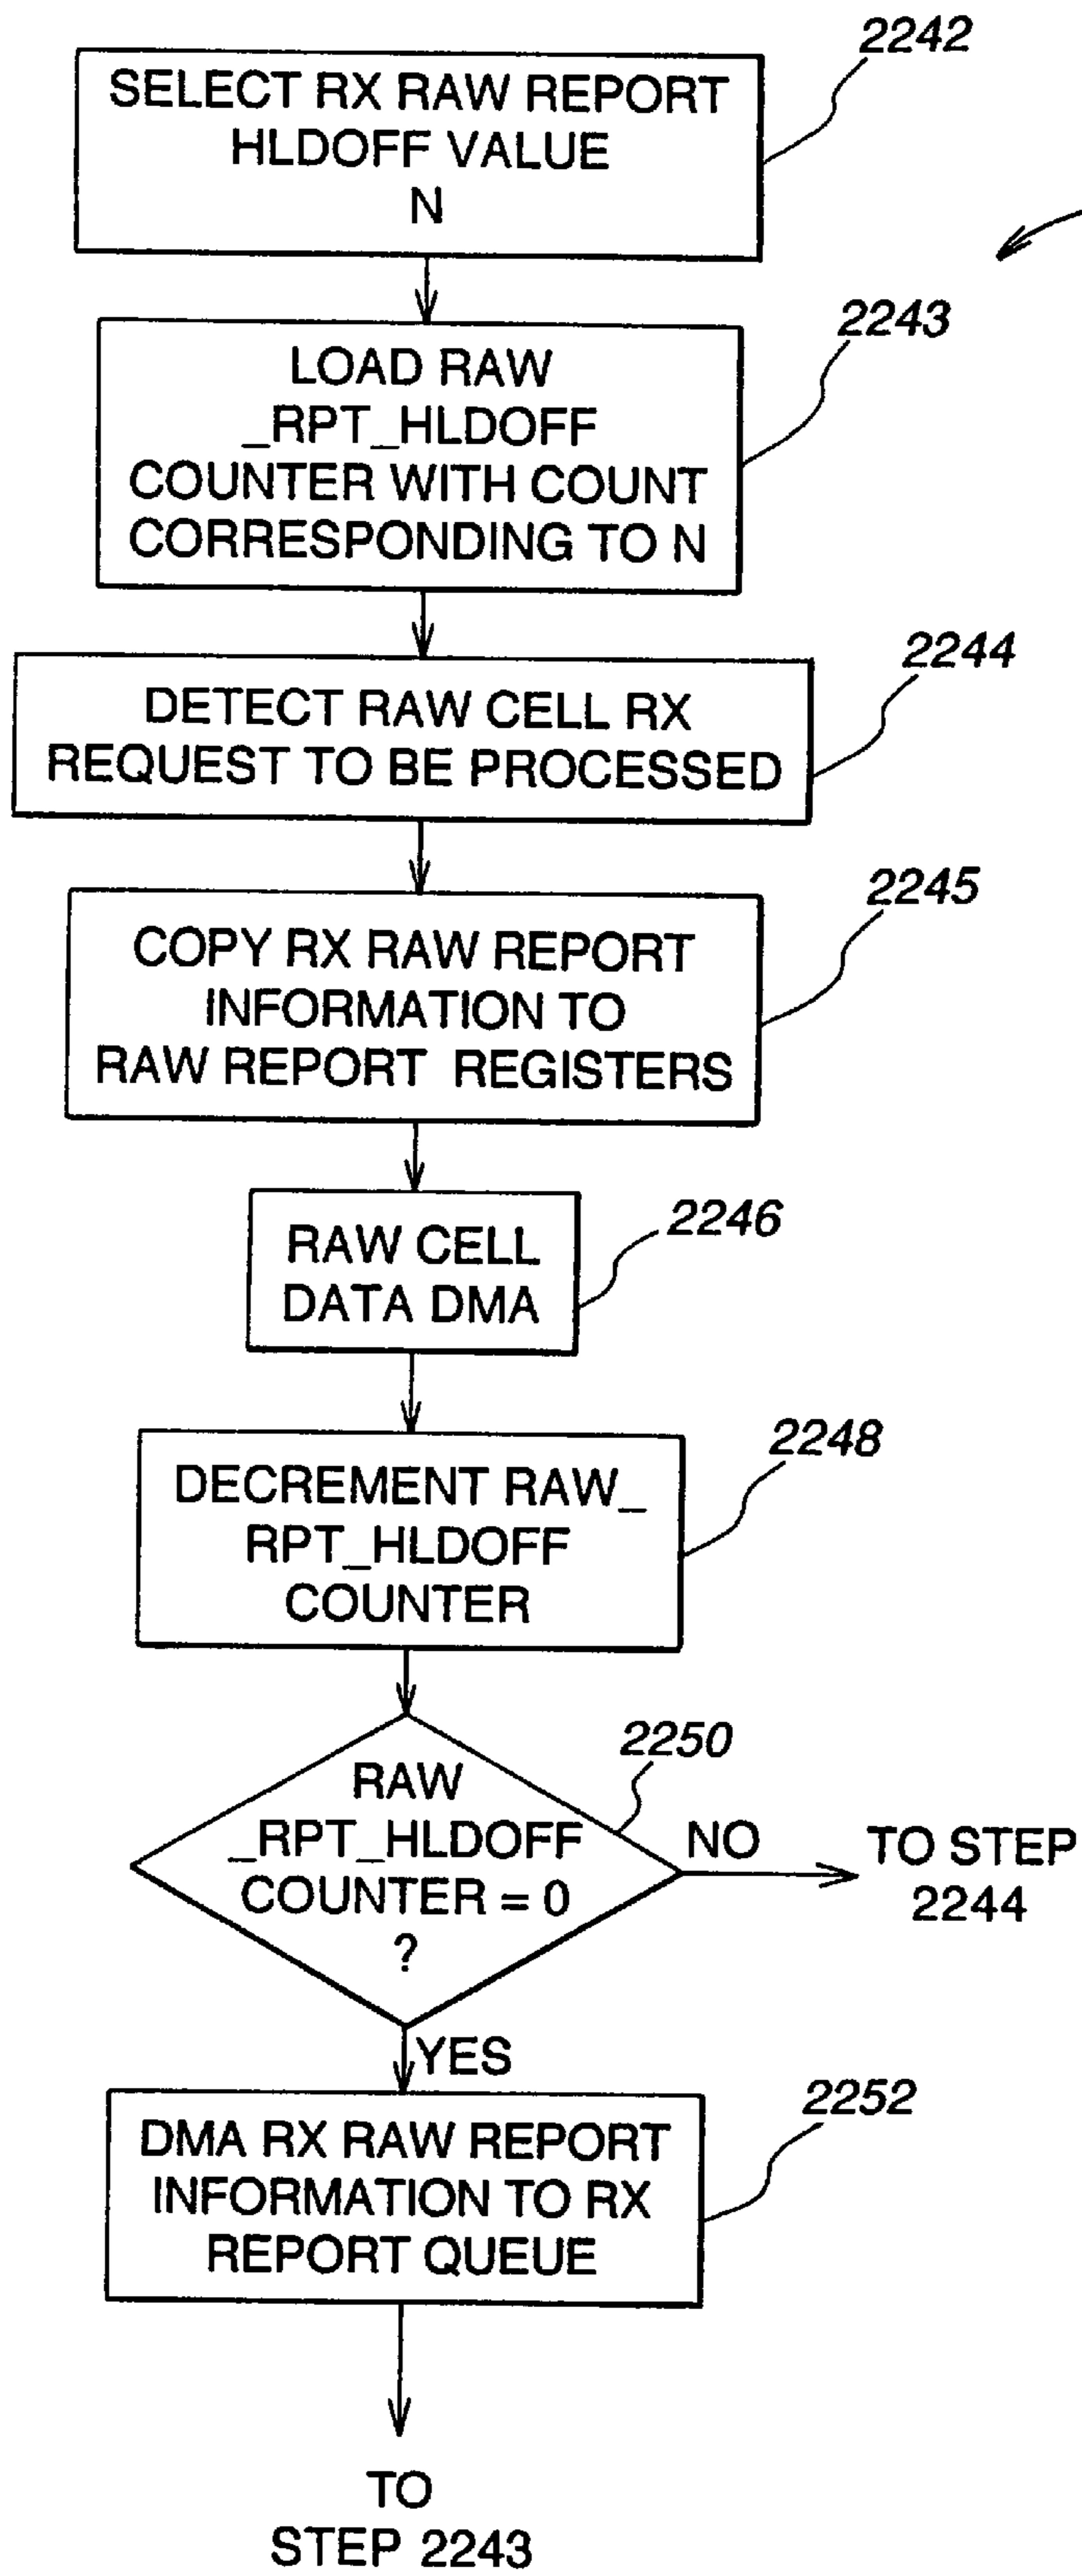 2242
SELECT RX RAW REPORT
HLDOFF VALUE
N
2243
LOAD RAW
_RPT_HLDOFF
COUNTER WITH COUNT
CORRESPONDING TO N
2244
DETECT RAW CELL RX
REQUEST TO BE PROCESSED
2245
COPY RX RAW REPORT
INFORMATION TO
RAW REPORT REGISTERS
2246
RAW CELL
DATA DMA
2248
DECREMENT RAW_
RPT_HLDOFF
COUNTER
2250
RAW
_RPT_HLDOFF
COUNTER = 0
?
NO
TO STEP
2244
YES
2252
DMA RX RAW REPORT
INFORMATION TO RX
REPORT QUEUE
TO
STEP 2243